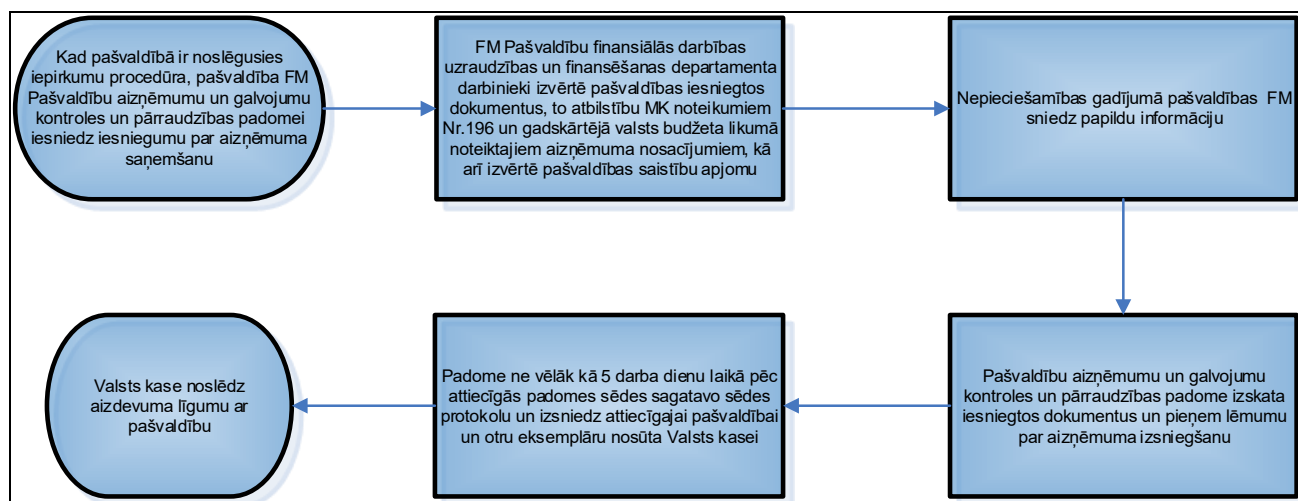 Kad pašvaldībā ir noslēgusies
iepirkumu procedūra, pašvaldība FM
Pašvaldību aizņēmumu un galvojumu
kontroles un pārraudzības padomei
iesniedz iesniegumu par aizņēmuma
saņemšanu
FM Pašvaldību finansiālās darbības
uzraudzības un finansēšanas departamenta
darbinieki izvērtē pašvaldības iesniegtos
dokumentus, to atbilstību MK noteikumiem
Nr.196 un gadskārtējā valsts budžeta likumā
noteiktajiem aizņēmuma nosacījumiem, kā
arī izvērtē pašvaldības saistību apjomu
Nepieciešamības gadījumā pašvaldības FM
sniedz papildu informāciju
Pašvaldību aizņēmumu un galvojumu
kontroles un pārraudzības padome izskata
iesniegtos dokumentus un pieņem lēmumu
par aizņēmuma izsniegšanu
Padome ne vēlāk kā 5 darba dienu laikā pēc
attiecīgās padomes sēdes sagatavo sēdes
protokolu un izsniedz attiecīgajai pašvaldībai
un otru eksemplāru nosūta Valsts kasei
Valsts kase noslēdz
aizdevuma līgumu ar
pašvaldību